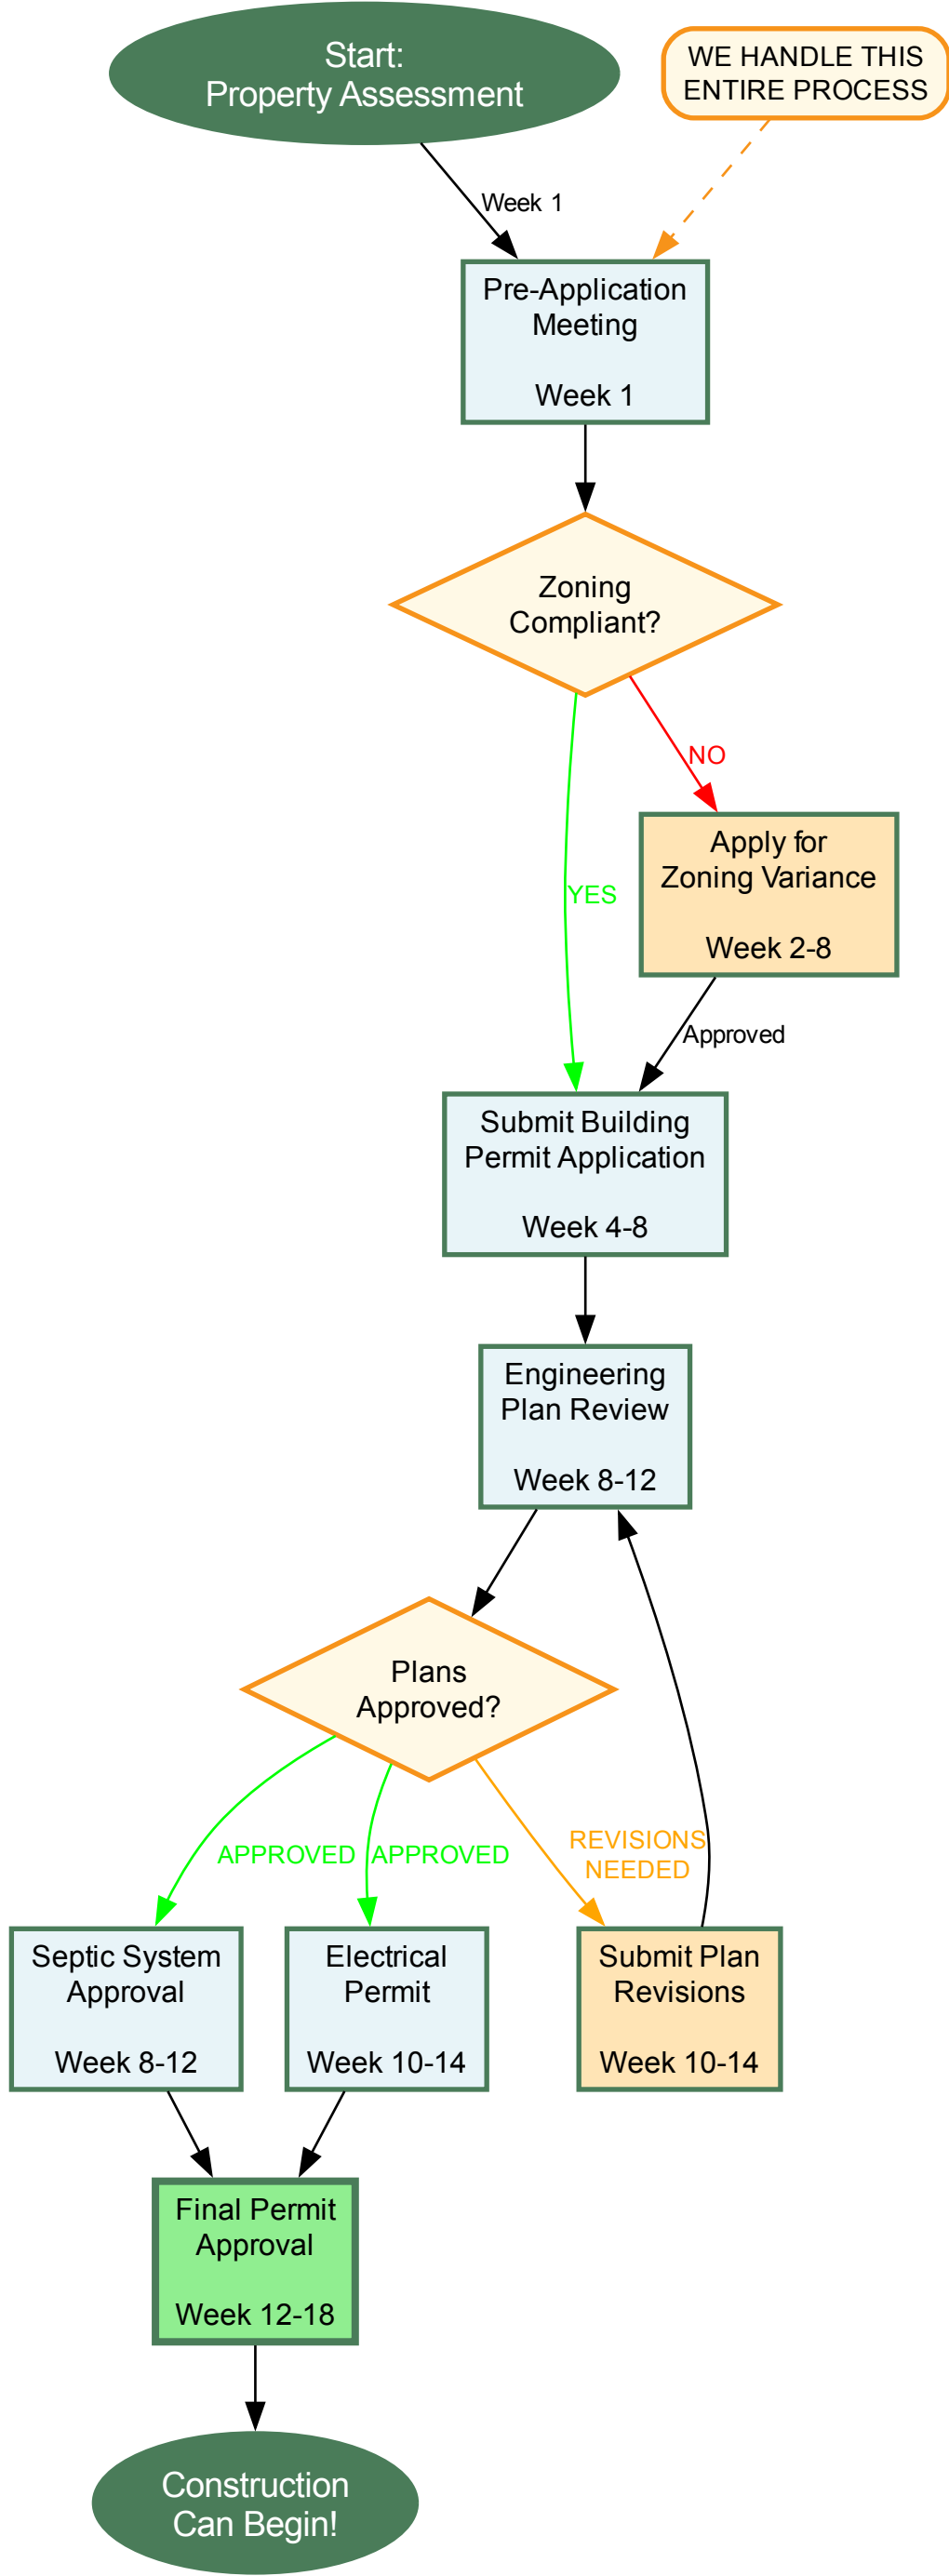 Start:
Property Assessment
WE HANDLE THIS
ENTIRE PROCESS
Week 1
Pre-Application
Meeting
Week 1
Zoning
Compliant?
NO
Apply for
Zoning Variance
Week 2-8
YES
Approved
Submit Building
Permit Application
Week 4-8
Engineering
Plan Review
Week 8-12
Plans
Approved?
APPROVED
APPROVED
REVISIONS
NEEDED
Septic System
Approval
Week 8-12
Electrical
Permit
Week 10-14
Submit Plan
Revisions
Week 10-14
Final Permit
Approval
Week 12-18
Construction
Can Begin!